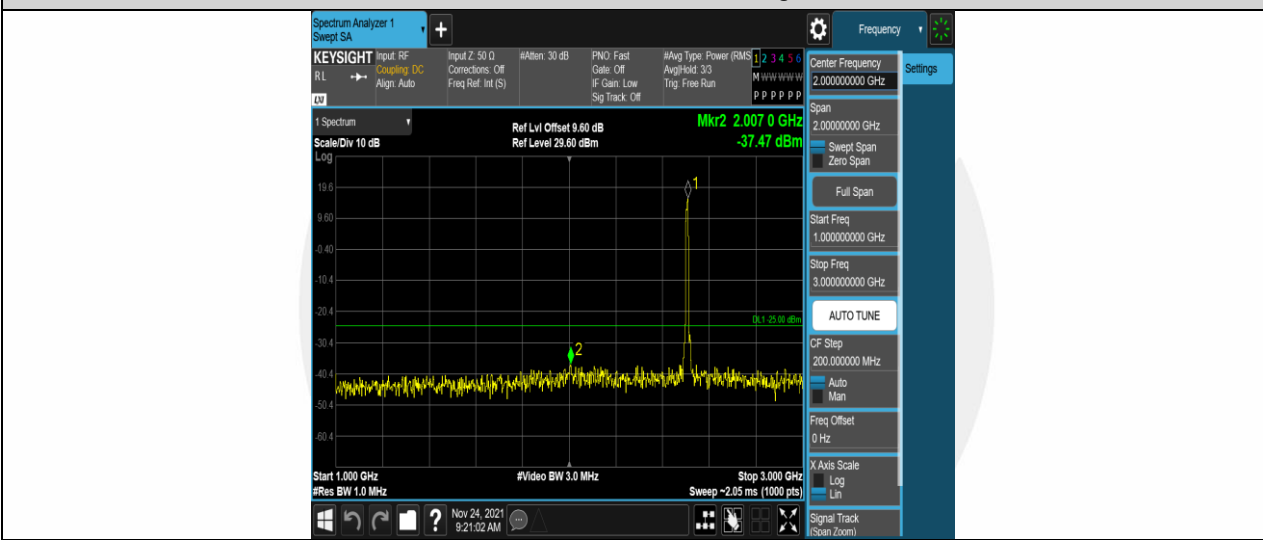 Spectrum Analyzer 1
Swept SA
+
Frequency
KEYSIGHT
RL
LXI
Input: RF
Coupling: DC
Align: Auto
Input Z: 50 Ω
Corrections: Off
Freq Ref: Int (S)
#Atten: 30 dB
PNO: Fast
Gate: Off
IF Gain: Low
Sig Track: Off
#Avg Type: Power (RMS
Avg|Hold: 3/3
Trig: Free Run
1 2 3 4 5 6
M W W W W W
P P P P P P
1 Spectrum
Scale/Div 10 dB
Log
Ref Lvl Offset 9.60 dB
Ref Level 29.60 dBm
Mkr2 2.007 0 GHz
-37.47 dBm
19.6
9.60
-0.40
-10.4
-20.4
-30.4
-40.4
-50.4
-60.4
1
2
DL1 -25.00 dBm
Start 1.000 GHz
#Res BW 1.0 MHz
#Video BW 3.0 MHz
Stop 3.000 GHz
Sweep ~2.05 ms (1000 pts)
Center Frequency
2.000000000 GHz
Settings
Span
2.00000000 GHz
Swept Span
Zero Span
Full Span
Start Freq
1.000000000 GHz
Stop Freq
3.000000000 GHz
AUTO TUNE
CF Step
200.000000 MHz
Auto
Man
Freq Offset
0 Hz
X Axis Scale
Log
Lin
Signal Track
(Span Zoom)
?
Nov 24, 2021
9:21:02 AM